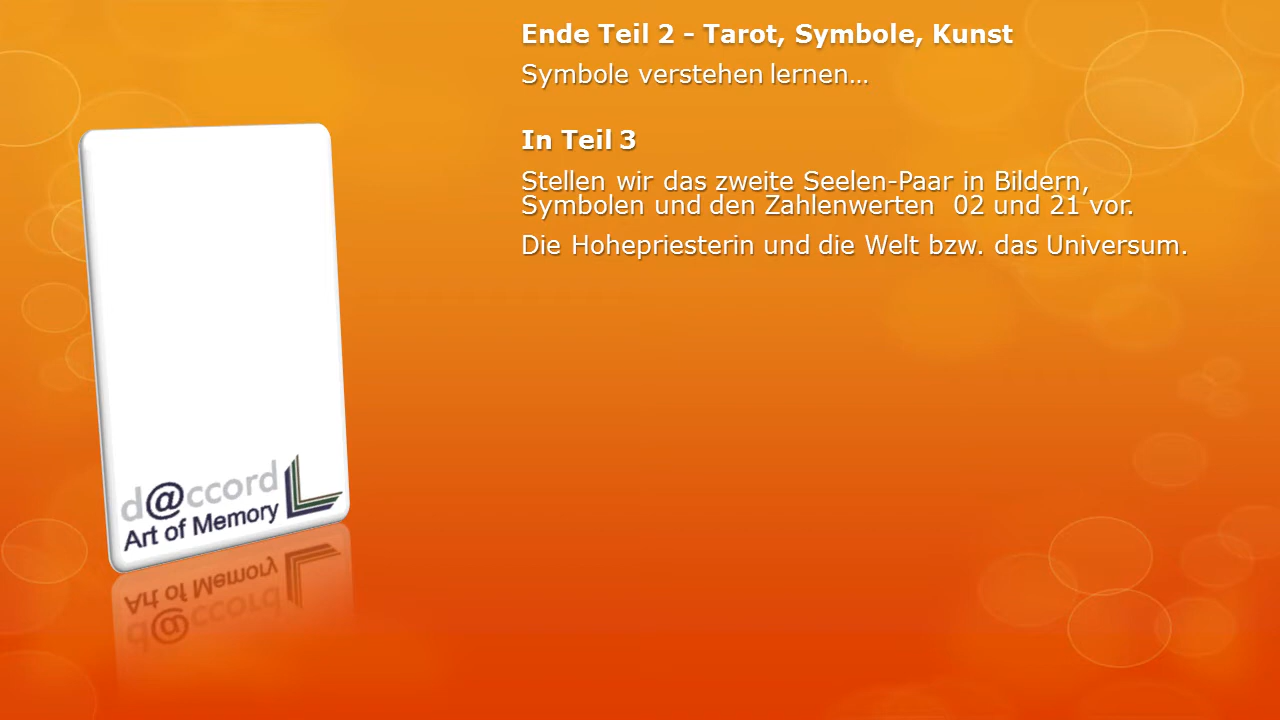 Ende Teil 2 - Tarot, Symbole, Kunst
Symbole verstehen lernen…
In Teil 3
Stellen wir das zweite Seelen-Paar in Bildern,
Symbolen und den Zahlenwerten  02 und 21 vor.
Die Hohepriesterin und die Welt bzw. das Universum.
d@ccord
Art of Memory